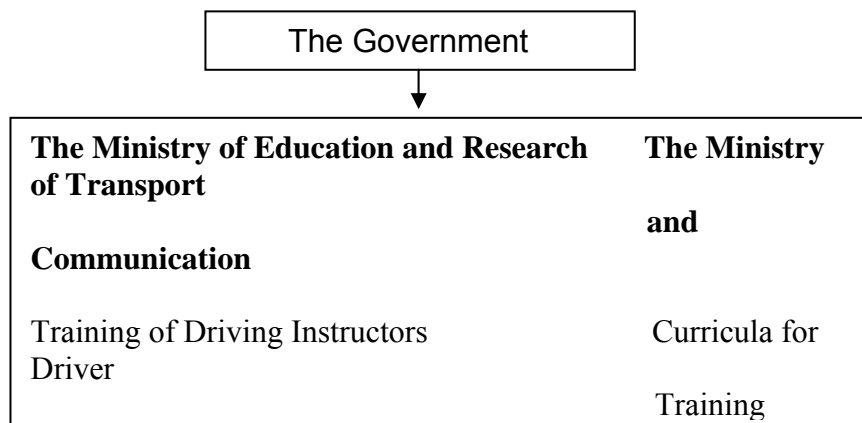 The Government
The Ministry of Education and Research The Ministry
of Transport
and
Communication
Training of Driving Instructors Curricula for
Driver
Training